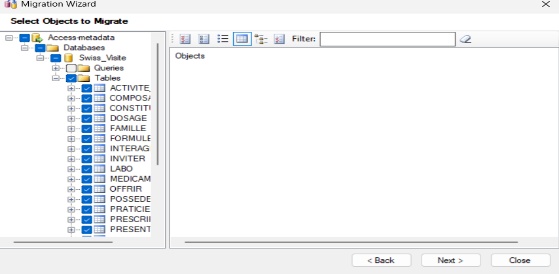 Migration Wizard
Select Objects to Migrate
Access-metadata
Databases
Swiss_Visite
Queries
Tables
ACTIVITE_
COMPOSA
CONSTITU
DOSAGE
FAMILLE
FORMULE
INTERAG
INVITER
LABO
MEDICAM
OFFRIR
POSSEDE
PRATICIE
PRESCRI
PRESENT
Filter:
Objects
< Back
Next >
Close